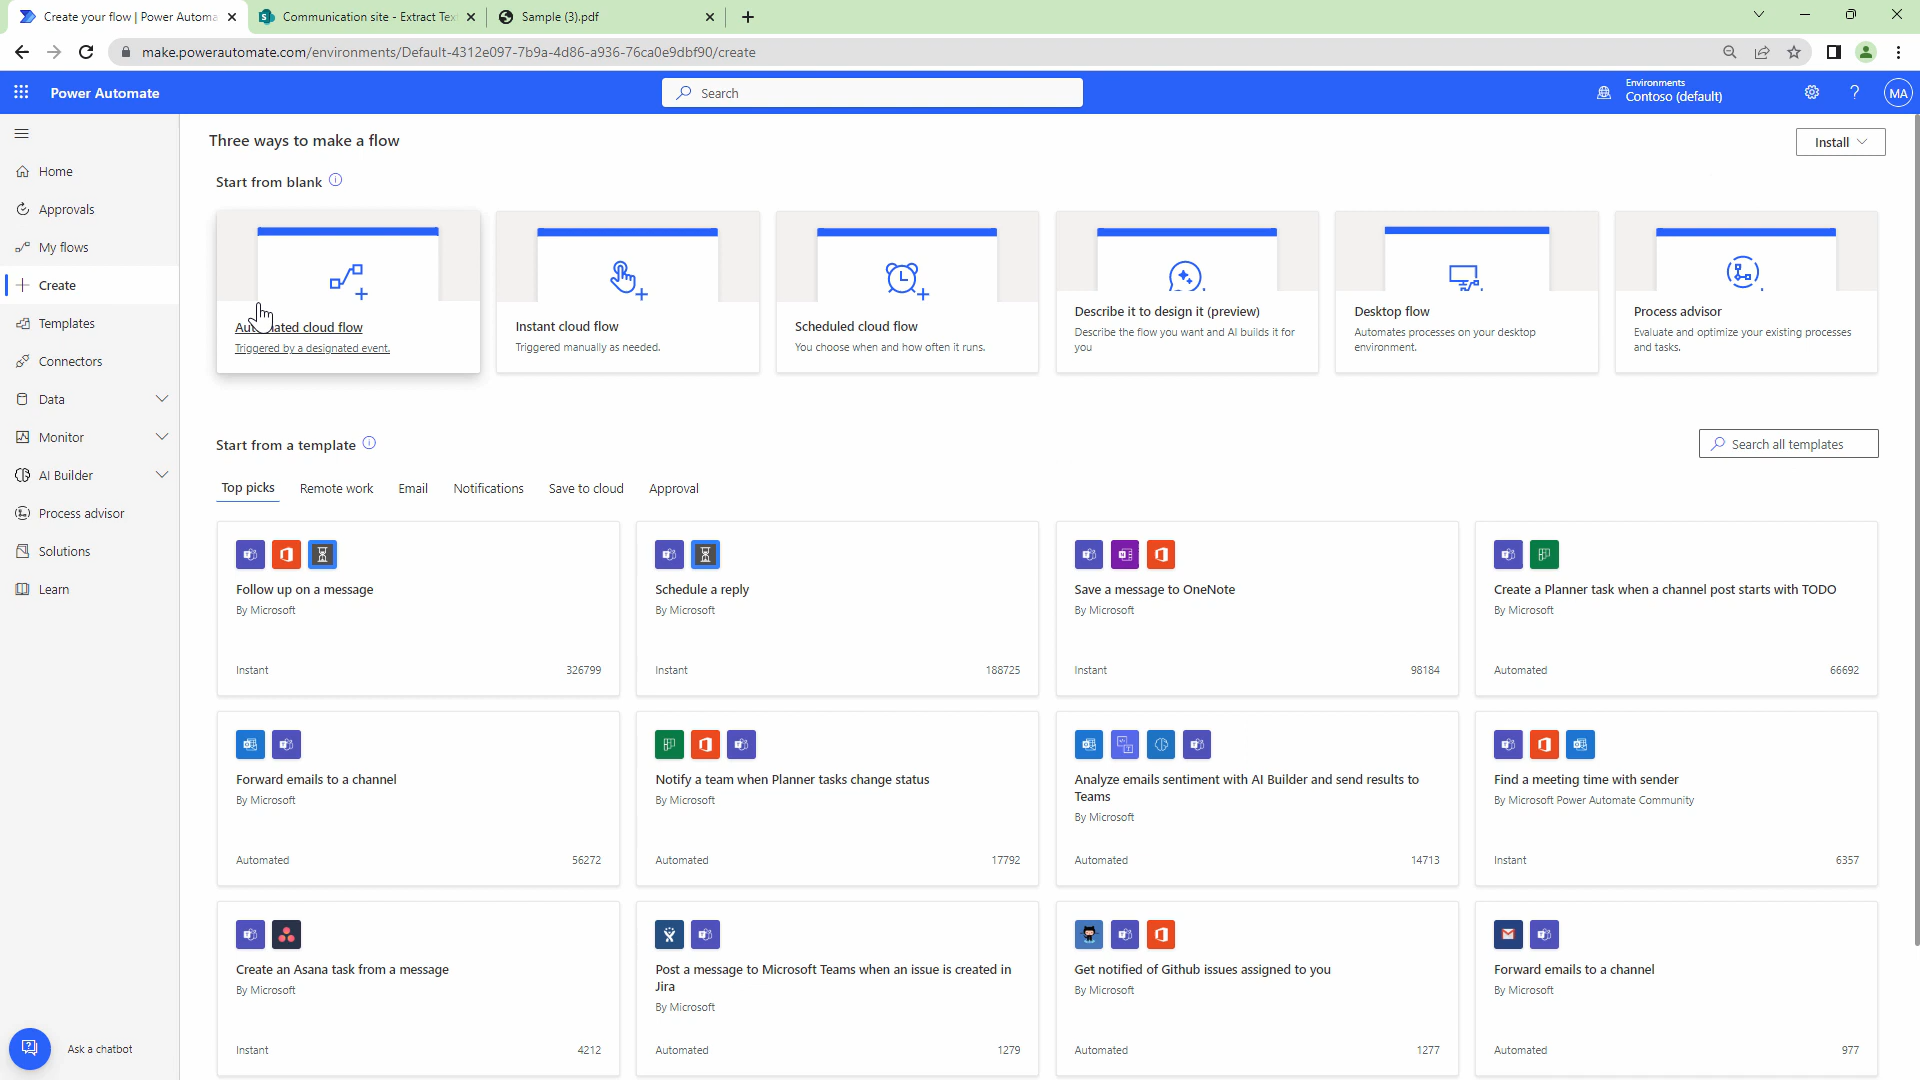 Create your flow | Power Automa
Communication site - Extract Tex
Sample (3).pdf
make.powerautomate.com/environments/Default-4312e097-7b9a-4d86-a936-76ca0e9dbf90/create
Power Automate
Search
Environments
Contoso (default)
MA
Home
Approvals
My flows
Create
Templates
Connectors
Data
Monitor
AI Builder
Process advisor
Solutions
Learn
Ask a chatbot
Three ways to make a flow
Install
Start from blank
Automated cloud flow
Triggered by a designated event.
Instant cloud flow
Triggered manually as needed.
Scheduled cloud flow
You choose when and how often it runs.
Describe it to design it (preview)
Describe the flow you want and AI builds it for
you
Desktop flow
Automates processes on your desktop
environment.
Process advisor
Evaluate and optimize your existing processes
and tasks.
Start from a template
Search all templates
Top picks
Remote work
Email
Notifications
Save to cloud
Approval
Follow up on a message
By Microsoft
Instant
326799
Schedule a reply
By Microsoft
Instant
188725
Save a message to OneNote
By Microsoft
Instant
98184
Create a Planner task when a channel post starts with TODO
By Microsoft
Automated
66692
Forward emails to a channel
By Microsoft
Automated
56272
Notify a team when Planner tasks change status
By Microsoft
Automated
17792
Analyze emails sentiment with AI Builder and send results to
Teams
By Microsoft
Automated
14713
Find a meeting time with sender
By Microsoft Power Automate Community
Instant
6357
Create an Asana task from a message
By Microsoft
Instant
4212
Post a message to Microsoft Teams when an issue is created in
Jira
By Microsoft
Automated
1279
Get notified of Github issues assigned to you
By Microsoft
Automated
1277
Forward emails to a channel
By Microsoft
Automated
977